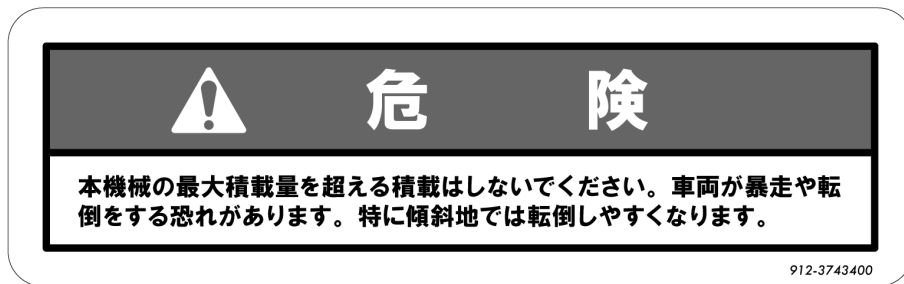 危険
本機械の最大積載量を超える積載はしないでください。車両が暴走や転
倒をする恐れがあります。特に傾斜地では転倒しやすくなります。
912-3743400